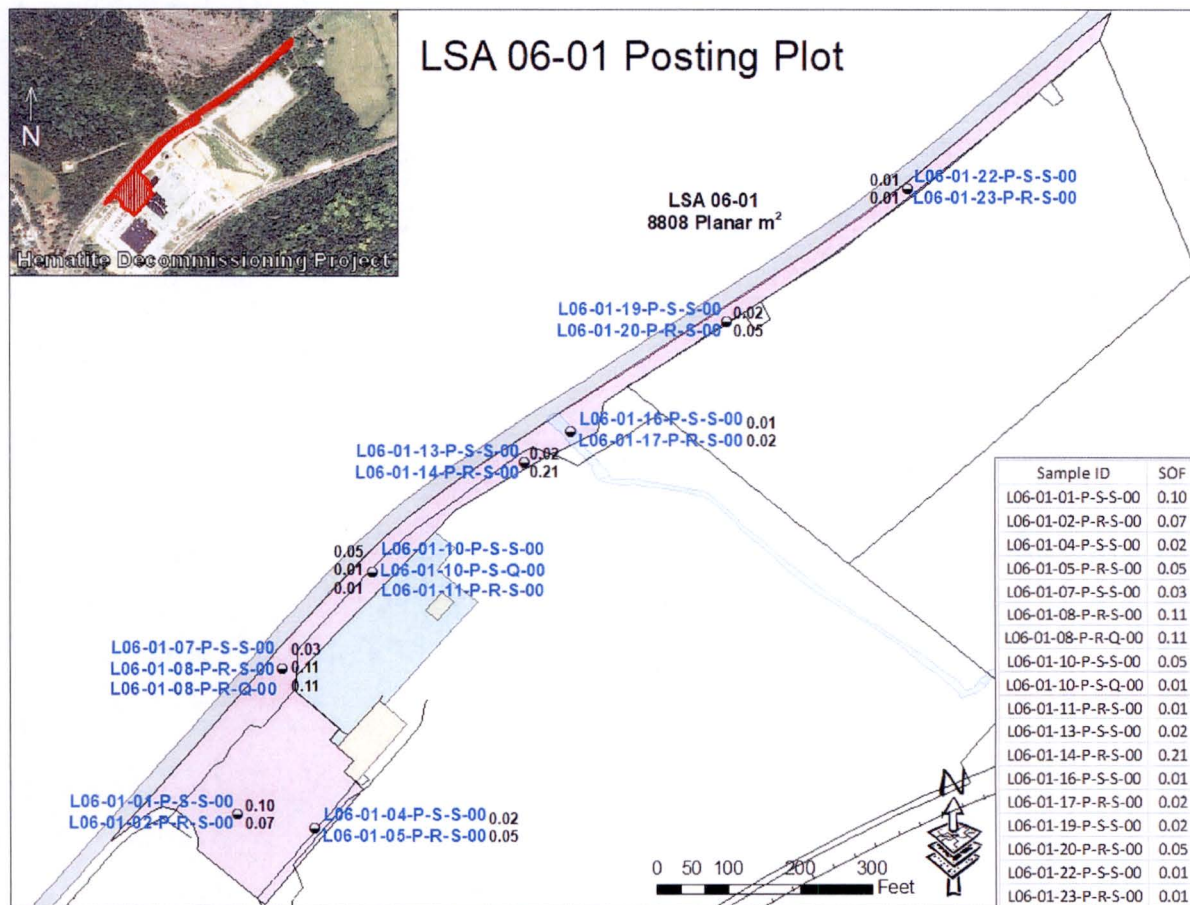 LSA 06-01 Posting Plot
N
Hematite Decommissioning Project
LSA 06-01
8808 Planar m²
0.01 L06-01-22-P-S-S-00
0.01 L06-01-23-P-R-S-00
L06-01-19-P-S-S-00 0.02
L06-01-20-P-R-S-00 0.05
L06-01-16-P-S-S-00 0.01
L06-01-17-P-R-S-00 0.02
L06-01-13-P-S-S-00 0.02
L06-01-14-P-R-S-00 0.21
0.05 L06-01-10-P-S-S-00
0.01 L06-01-10-P-S-Q-00
0.01 L06-01-11-P-R-S-00
L06-01-07-P-S-S-00 0.03
L06-01-08-P-R-S-00 0.11
L06-01-08-P-R-Q-00 0.11
L06-01-01-P-S-S-00 0.10
L06-01-02-P-R-S-00 0.07
L06-01-04-P-S-S-00 0.02
L06-01-05-P-R-S-00 0.05
Sample ID SOF
L06-01-01-P-S-S-00 0.10
L06-01-02-P-R-S-00 0.07
L06-01-04-P-S-S-00 0.02
L06-01-05-P-R-S-00 0.05
L06-01-07-P-S-S-00 0.03
L06-01-08-P-R-S-00 0.11
L06-01-08-P-R-Q-00 0.11
L06-01-10-P-S-S-00 0.05
L06-01-10-P-S-Q-00 0.01
L06-01-11-P-R-S-00 0.01
L06-01-13-P-S-S-00 0.02
L06-01-14-P-R-S-00 0.21
L06-01-16-P-S-S-00 0.01
L06-01-17-P-R-S-00 0.02
L06-01-19-P-S-S-00 0.02
L06-01-20-P-R-S-00 0.05
L06-01-22-P-S-S-00 0.01
L06-01-23-P-R-S-00 0.01
N
0 50 100 200 300
Feet